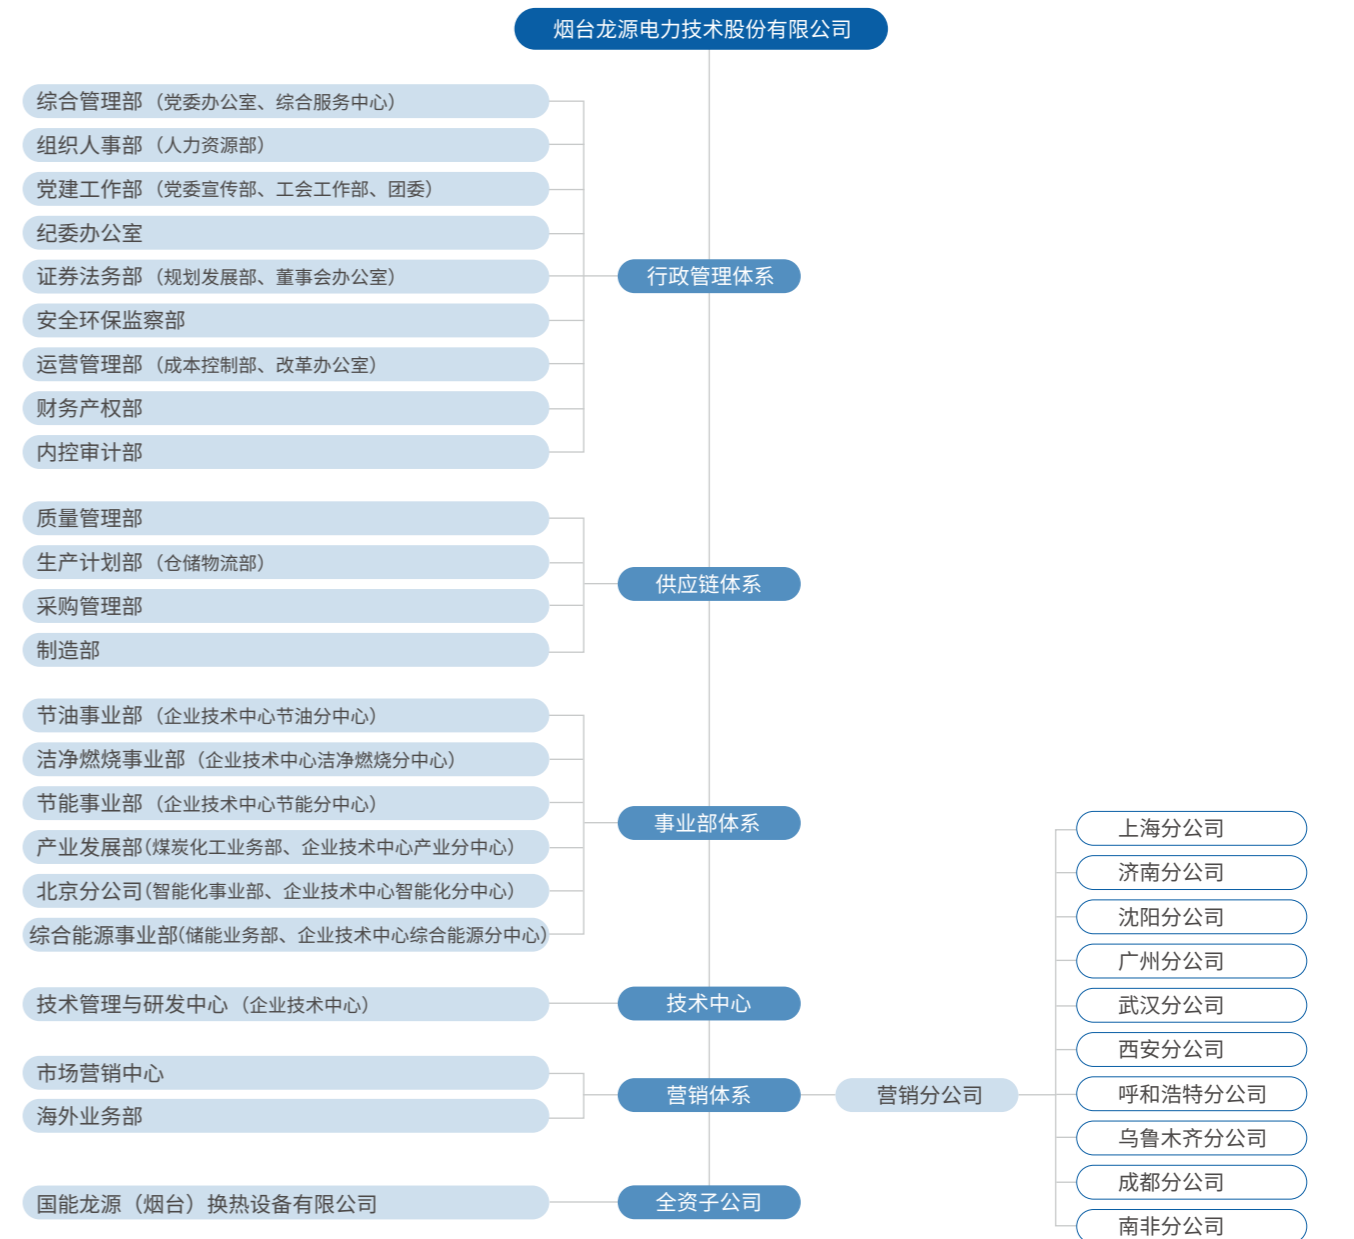 烟台龙源电力技术股份有限公司
综合管理部（党委办公室、综合服务中心）
组织人事部（人力资源部）
党建工作部（党委宣传部、工会工作部、团委）
纪委办公室
证券法务部（规划发展部、董事会办公室）
行政管理体系
安全环保监察部
运营管理部（成本控制部、改革办公室）
财务产权部
内控审计部
质量管理部
生产计划部（仓储物流部）
供应链体系
采购管理部
制造部
节油事业部（企业技术中心节油分中心）
洁净燃烧事业部（企业技术中心洁净燃烧分中心）
节能事业部（企业技术中心节能分中心）
事业部体系
产业发展部(煤炭化工业务部、企业技术中心产业分中心）
北京分公司(智能化事业部、企业技术中心智能化分中心）
综合能源事业部(储能业务部、企业技术中心综合能源分中心)
技术管理与研发中心（企业技术中心）
技术中心
市场营销中心
海外业务部
营销体系
营销分公司
上海分公司
济南分公司
沈阳分公司
广州分公司
武汉分公司
西安分公司
呼和浩特分公司
乌鲁木齐分公司
成都分公司
南非分公司
国能龙源（烟台）换热设备有限公司
全资子公司